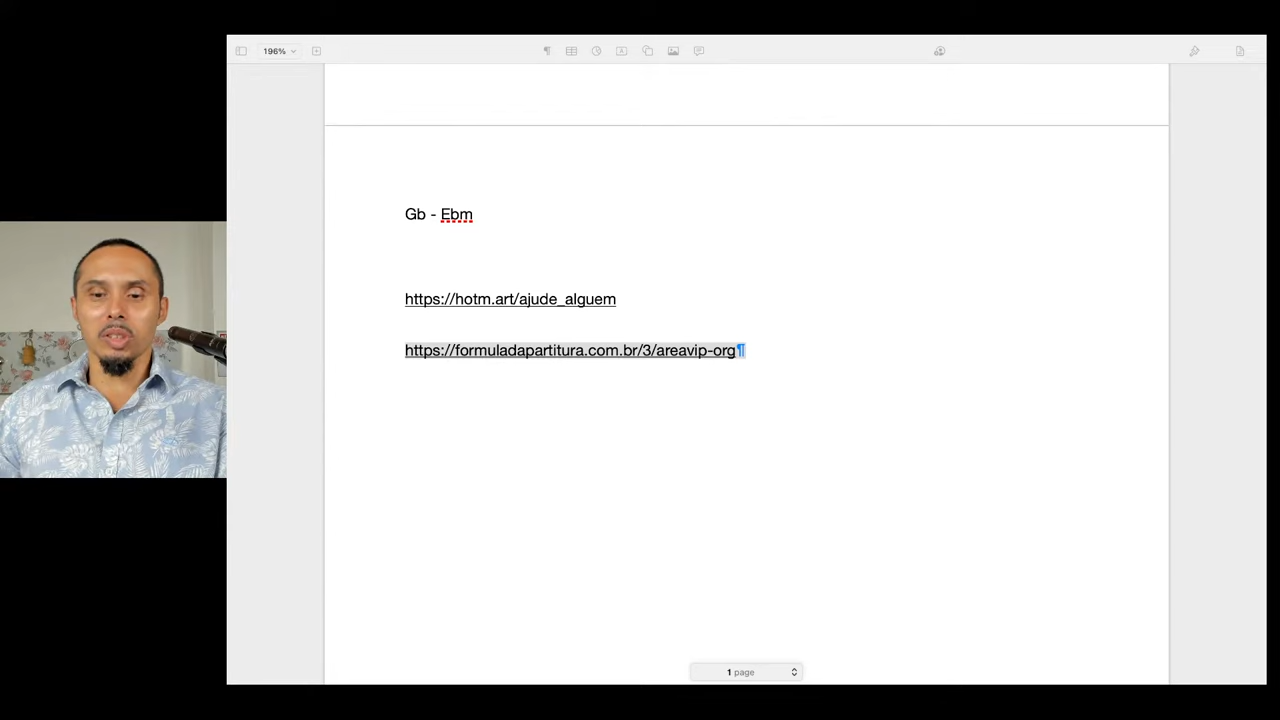 196%
Gb - Ebm
https://hotm.art/ajude_alguem
https://formuladapartitura.com.br/3/areavip-org¶
1 page